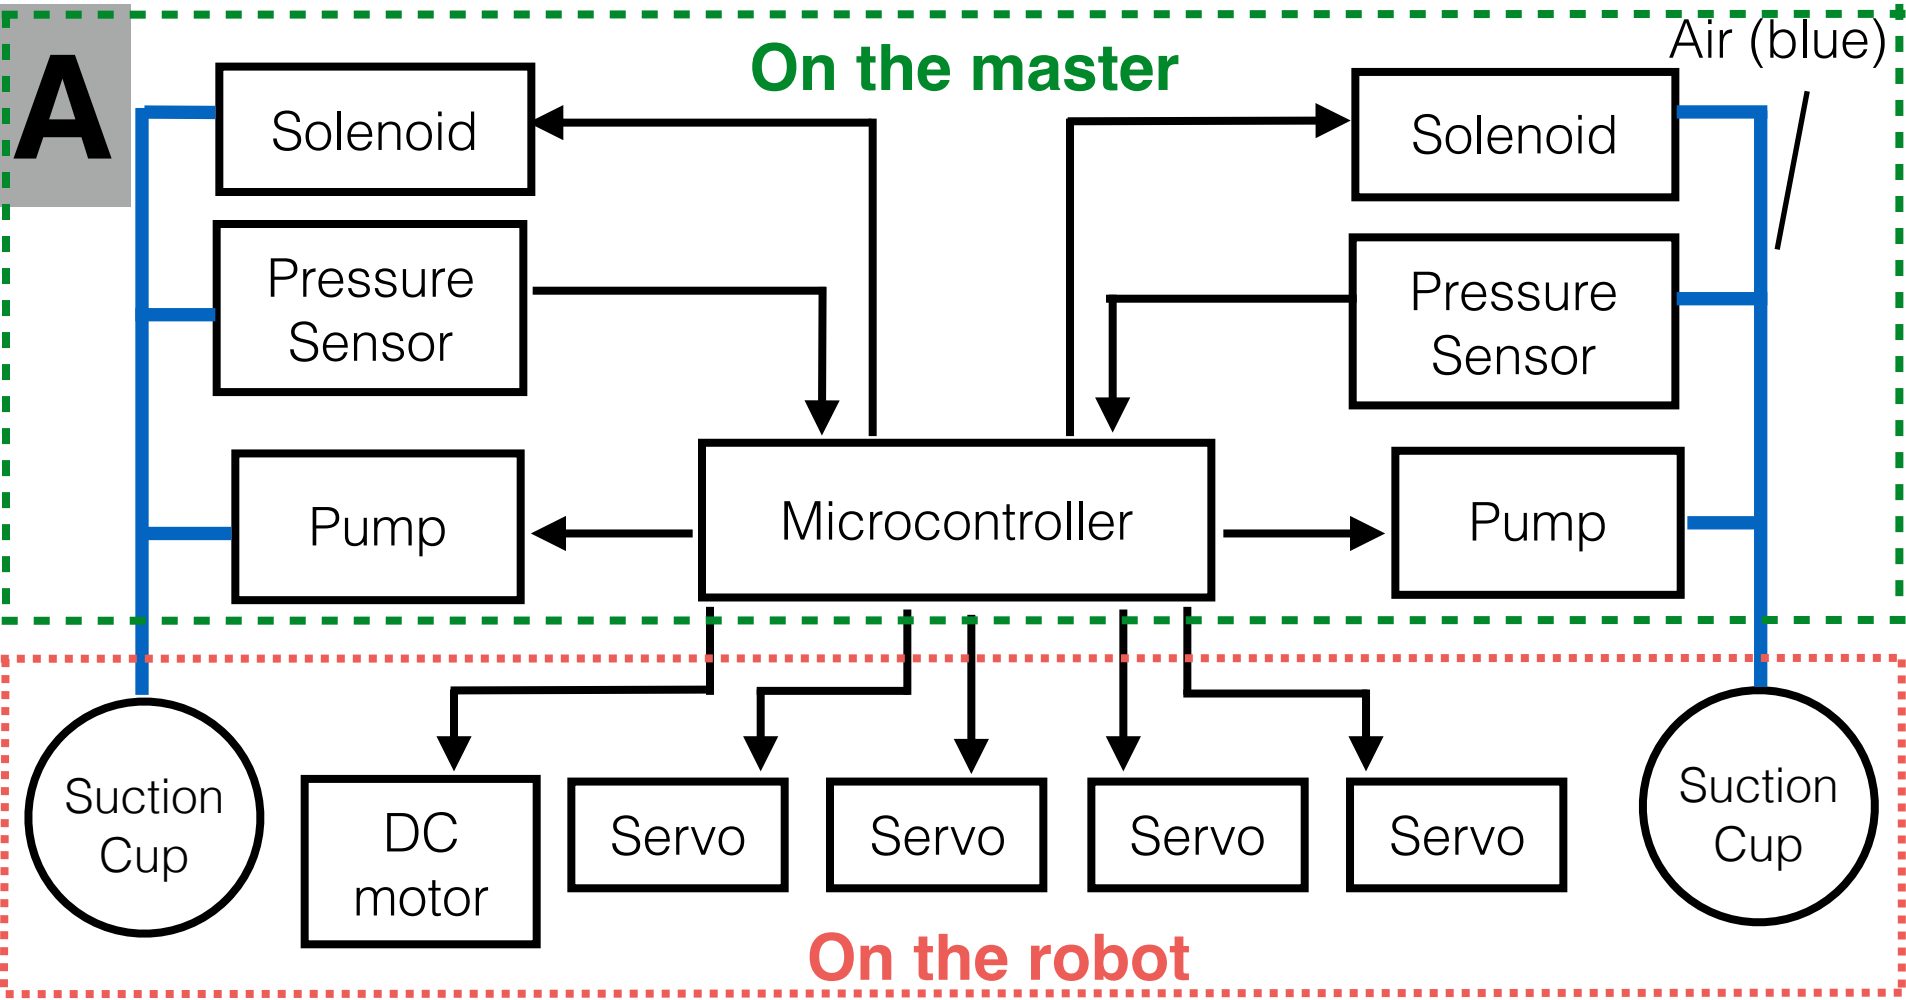 A
On the master
Air (blue)
Solenoid
Solenoid
Pressure
Sensor
Pressure
Sensor
Pump
Microcontroller
Pump
Suction
Cup
DC
motor
Servo
Servo
Servo
Servo
Suction
Cup
On the robot